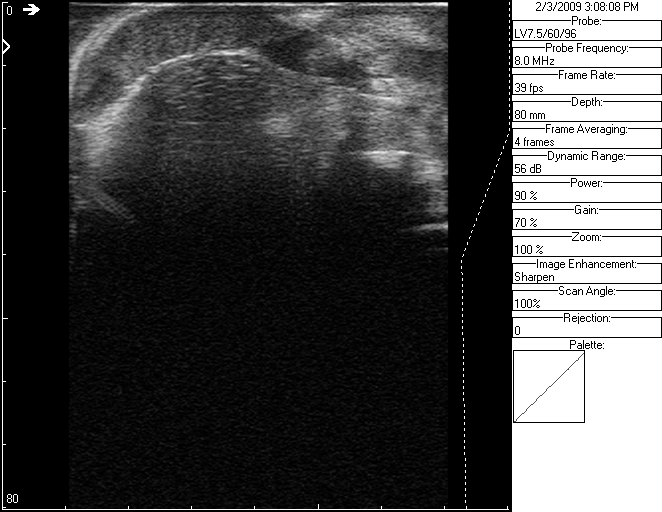 0
80
2/3/2009 3:08:08 PM
Probe:
LV7.5/60/96
Probe Frequency:
8.0 MHz
Frame Rate:
39 fps
Depth:
80 mm
Frame Averaging:
4 frames
Dynamic Range:
56 dB
Power:
90 %
Gain:
70 %
Zoom:
100 %
Image Enhancement:
Sharpen
Scan Angle:
100%
Rejection:
0
Palette: